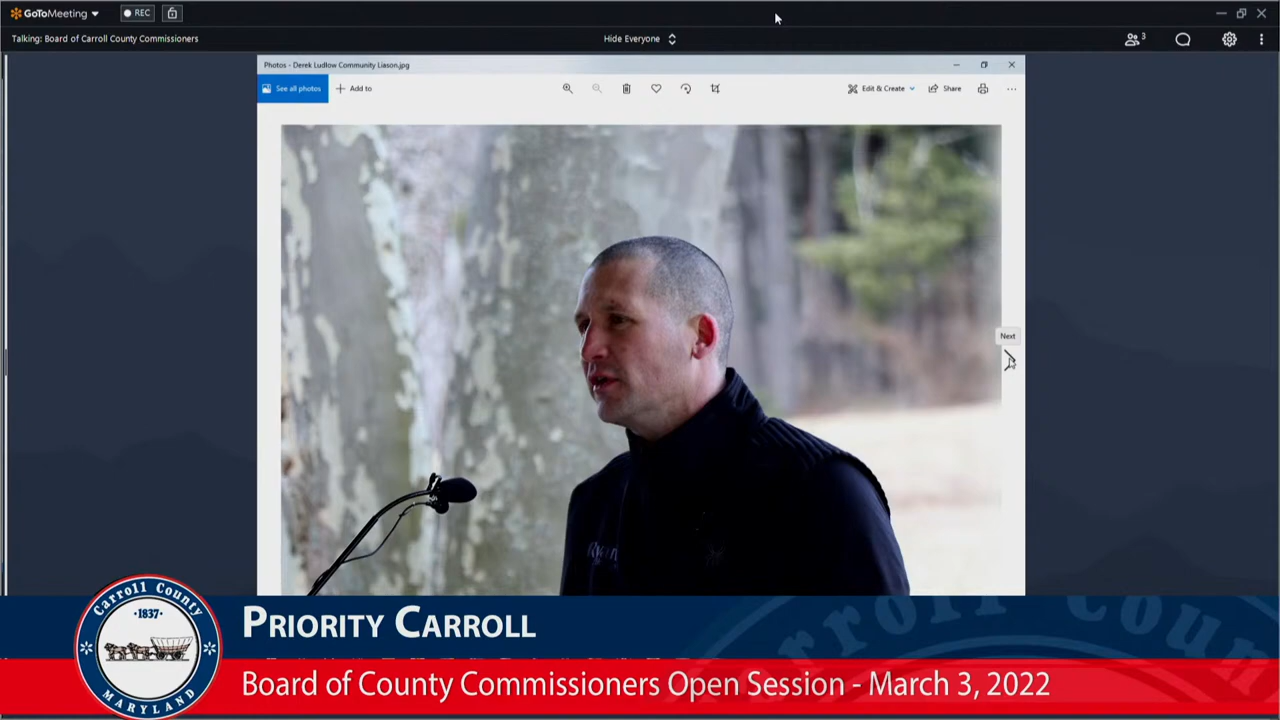 GoToMeeting
REC
Talking: Board of Carroll County Commissioners
Hide Everyone
3
Photos - Derek Ludlow Community Liason.jpg
See all photos
Add to
Edit & Create
Share
Next
Carroll County
1837
MARYLAND
PRIORITY CARROLL
Board of County Commissioners Open Session - March 3, 2022